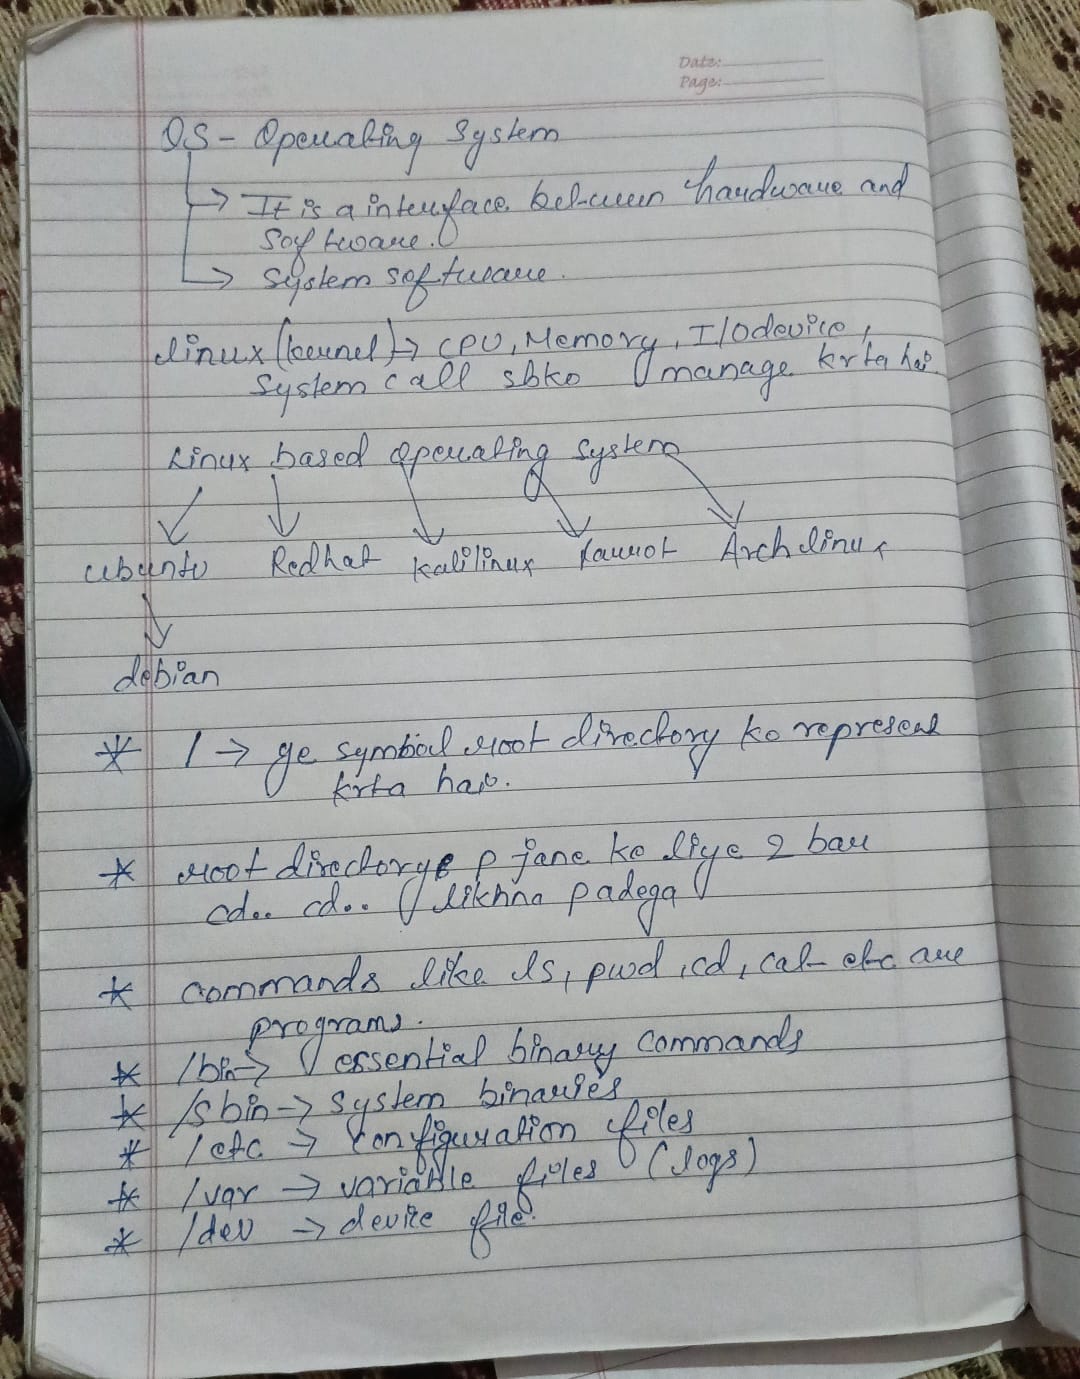 Date:
Page:
OS - Operating System
→ It is a interface between hardware and
software.
→ System software.
Linux (kernel) → CPU, Memory, I/O device,
System call sbko manage krta hai.
Linux based operating system
ubuntu Redhat kalilinux Parrot Arch linux
debian
* / → ye symbol root directory ko represent
krta hai.
* root directory p jane ke liye 2 bar
cd.. cd.. likhna padega
* commands like ls, pwd, cd, cat etc are
programs.
* /bin → essential binary commands
* /sbin → system binaries
* /etc → configuration files
* /var → variable files (logs)
* /dev → device file.